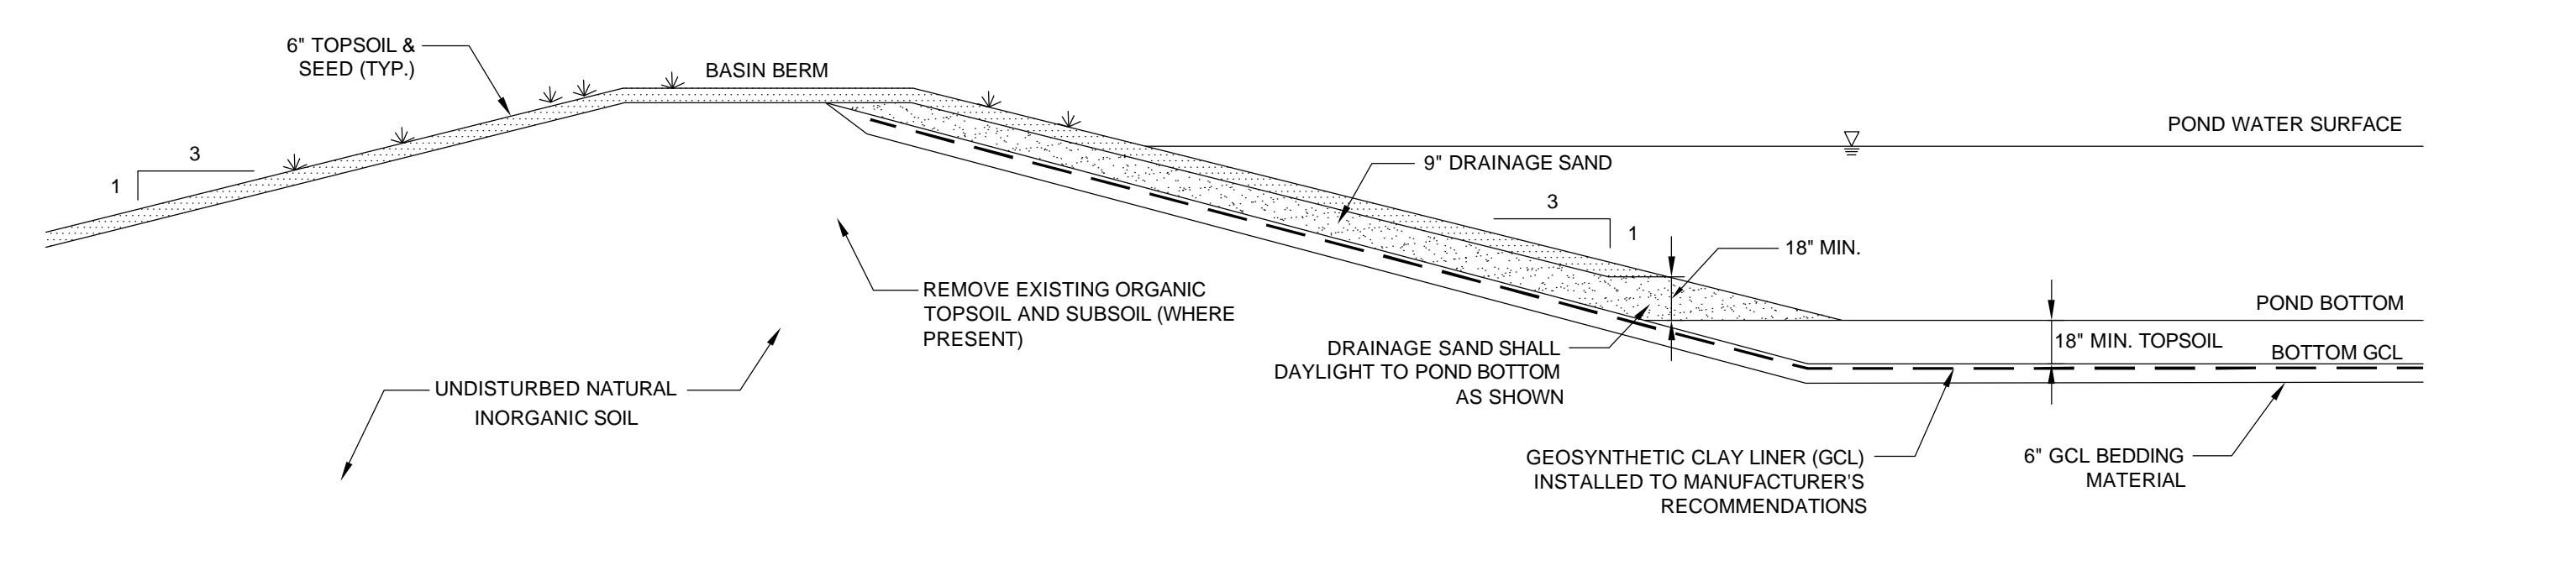 6" TOPSOIL &
SEED (TYP.)
BASIN BERM
POND WATER SURFACE
3
1
9" DRAINAGE SAND
3
1
18" MIN.
REMOVE EXISTING ORGANIC
TOPSOIL AND SUBSOIL (WHERE
PRESENT)
POND BOTTOM
18" MIN. TOPSOIL
BOTTOM GCL
DRAINAGE SAND SHALL
DAYLIGHT TO POND BOTTOM
AS SHOWN
UNDISTURBED NATURAL
INORGANIC SOIL
GEOSYNTHETIC CLAY LINER (GCL)
INSTALLED TO MANUFACTURER'S
RECOMMENDATIONS
6" GCL BEDDING
MATERIAL